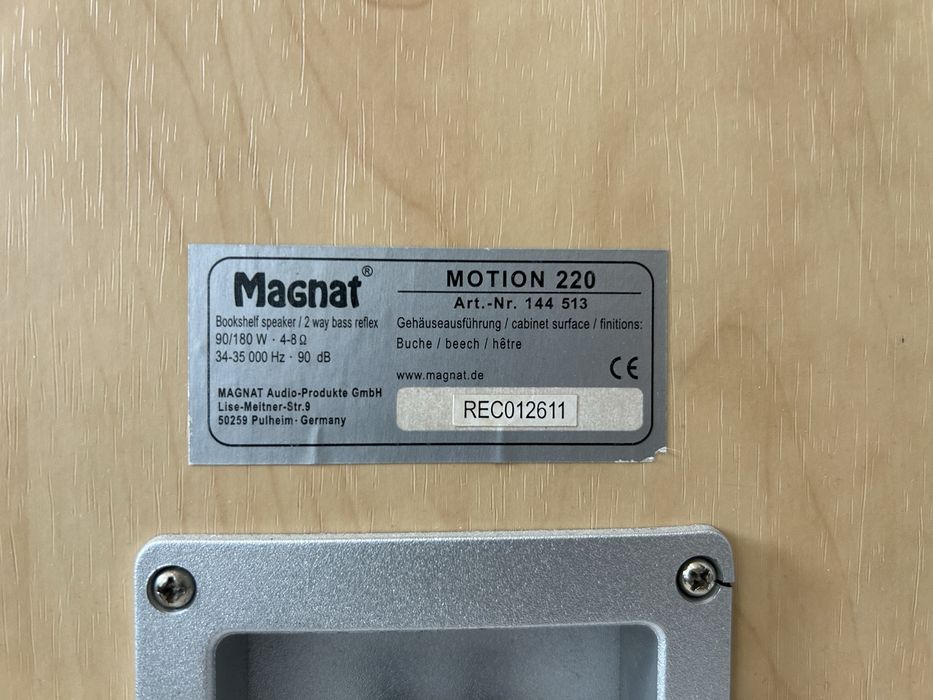 Magnat®
Bookshelf speaker / 2 way bass reflex
90/180 W · 4-8 Ω
34-35 000 Hz · 90 dB
MAGNAT Audio-Produkte GmbH
Lise-Meitner-Str.9
50259 Pulheim · Germany
MOTION 220
Art.-Nr. 144 513
Gehäuseausführung / cabinet surface / finitions:
Buche / beech / hêtre
www.magnat.de
CE
REC012611